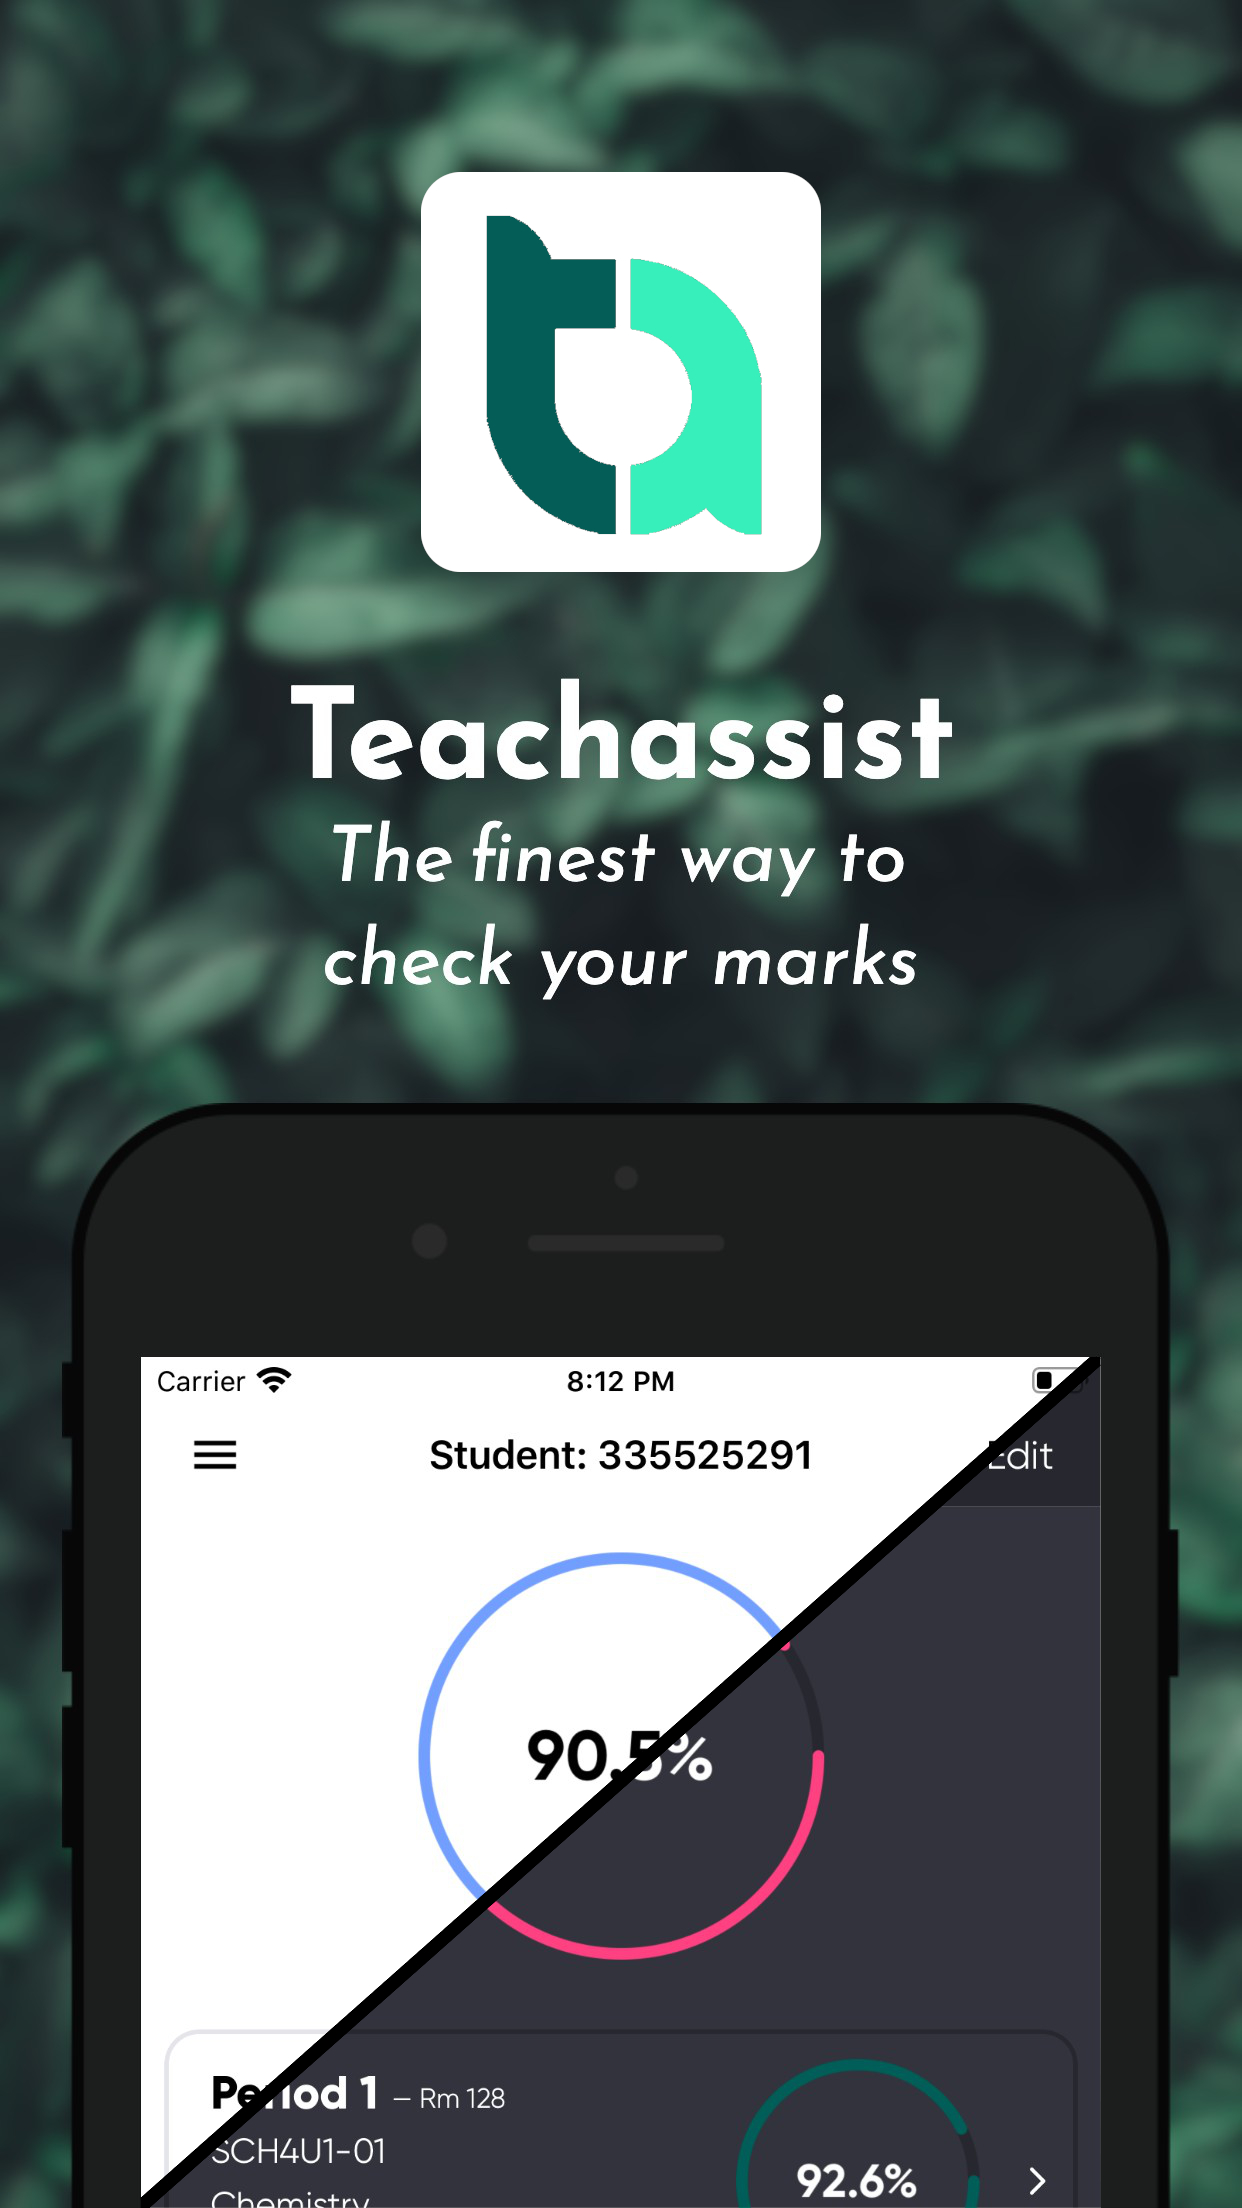 ta
Teachassist
The finest way to
check your marks
Carrier 8:12 PM
Student: 335525291 Edit
90.5%
Period 1 – Rm 128
SCH4U1-01
Chemistry
92.6%